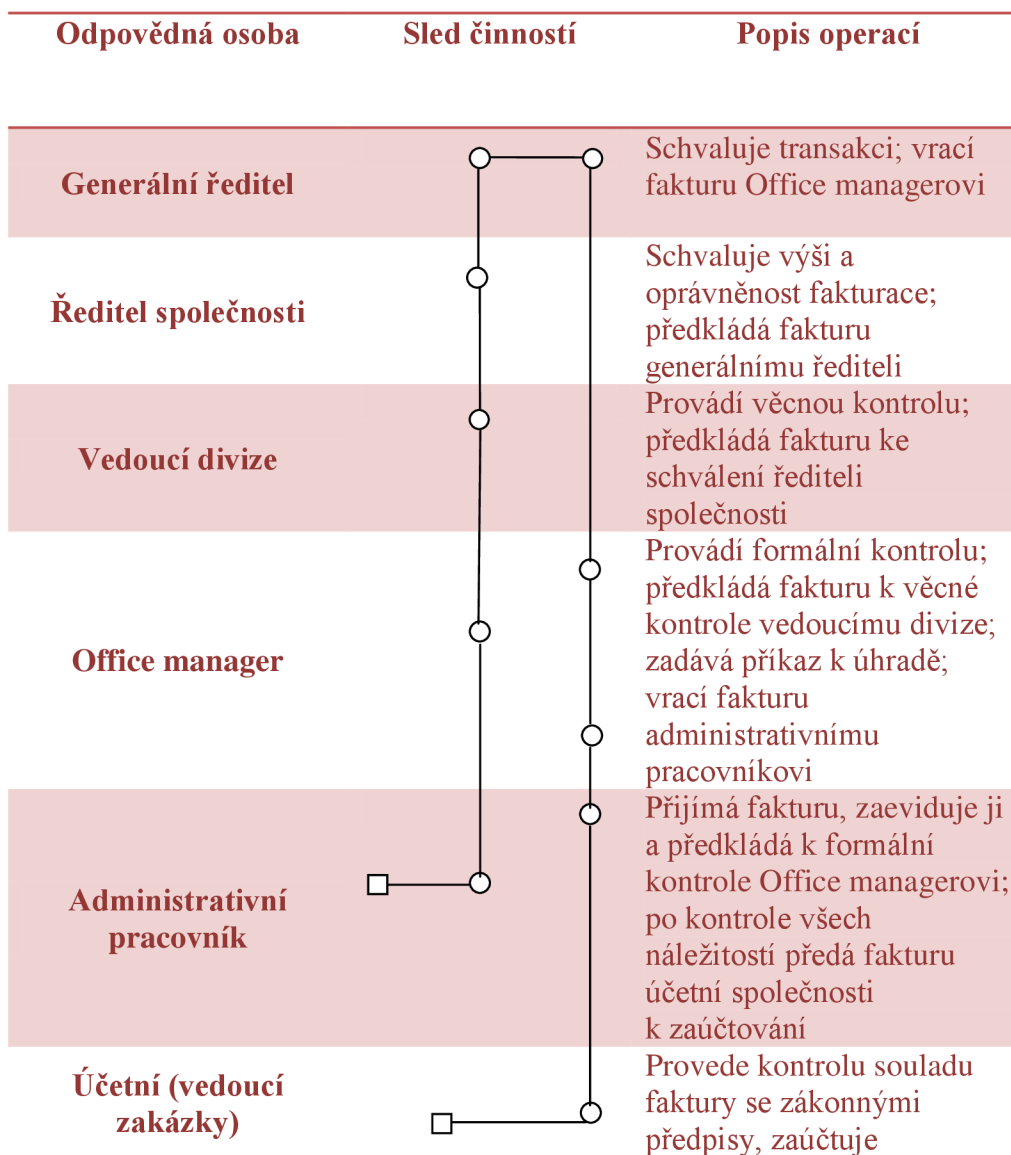 Odpovědná osoba Sled činností Popis operací
Generální ředitel
Schvaluje transakci; vrací
fakturu Office managerovi
Ředitel společnosti
Schvaluje výši a
oprávněnost fakturace;
předkládá fakturu
generálnímu řediteli
Vedoucí divize
Provádí věcnou kontrolu;
předkládá fakturu ke
schválení řediteli
společnosti
Office manager
Provádí formální kontrolu;
předkládá fakturu k věcné
kontrole vedoucímu divize;
zadává příkaz k úhradě;
vrací fakturu
administrativnímu
pracovníkovi
Administrativní
pracovník
Přijímá fakturu, zaeviduje ji
a předkládá k formální
kontrole Office managerovi;
po kontrole všech
náležitostí předá fakturu
účetní společnosti
k zaúčtování
Účetní (vedoucí
zakázky)
Provede kontrolu souladu
faktury se zákonnými
předpisy, zaúčtuje